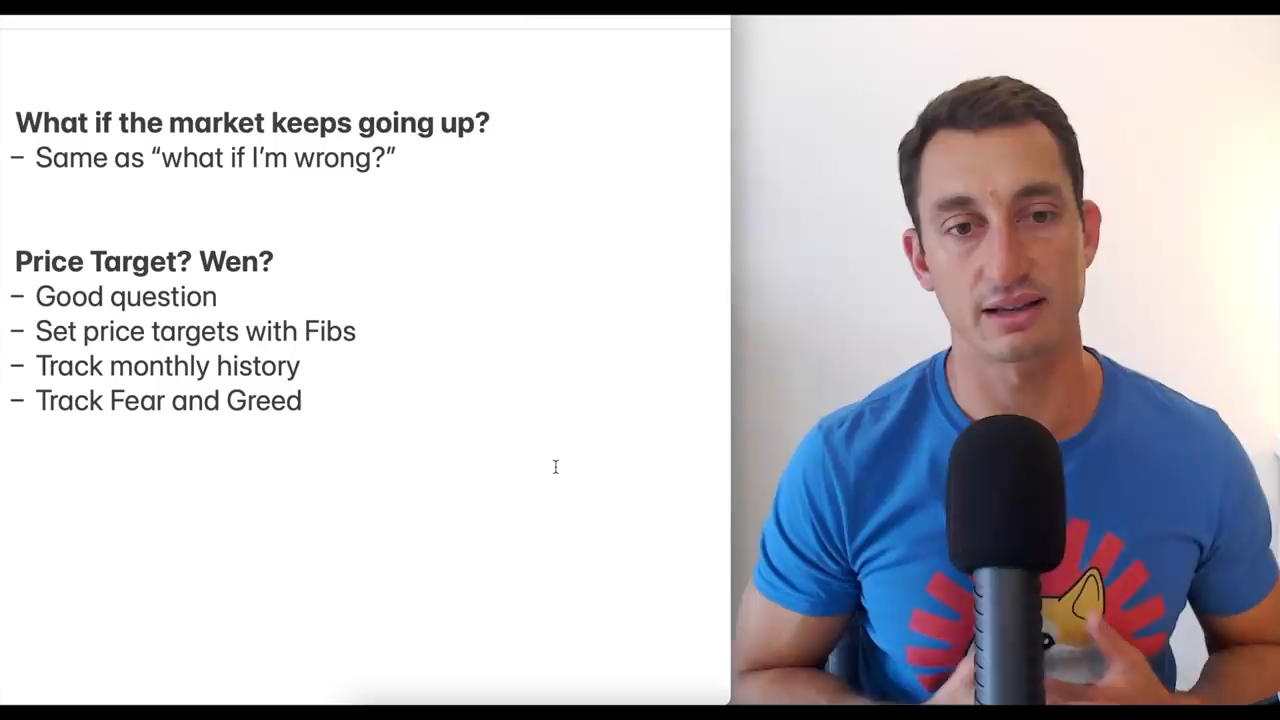 What if the market keeps going up?
– Same as “what if I’m wrong?”
Price Target? Wen?
– Good question
– Set price targets with Fibs
– Track monthly history
– Track Fear and Greed